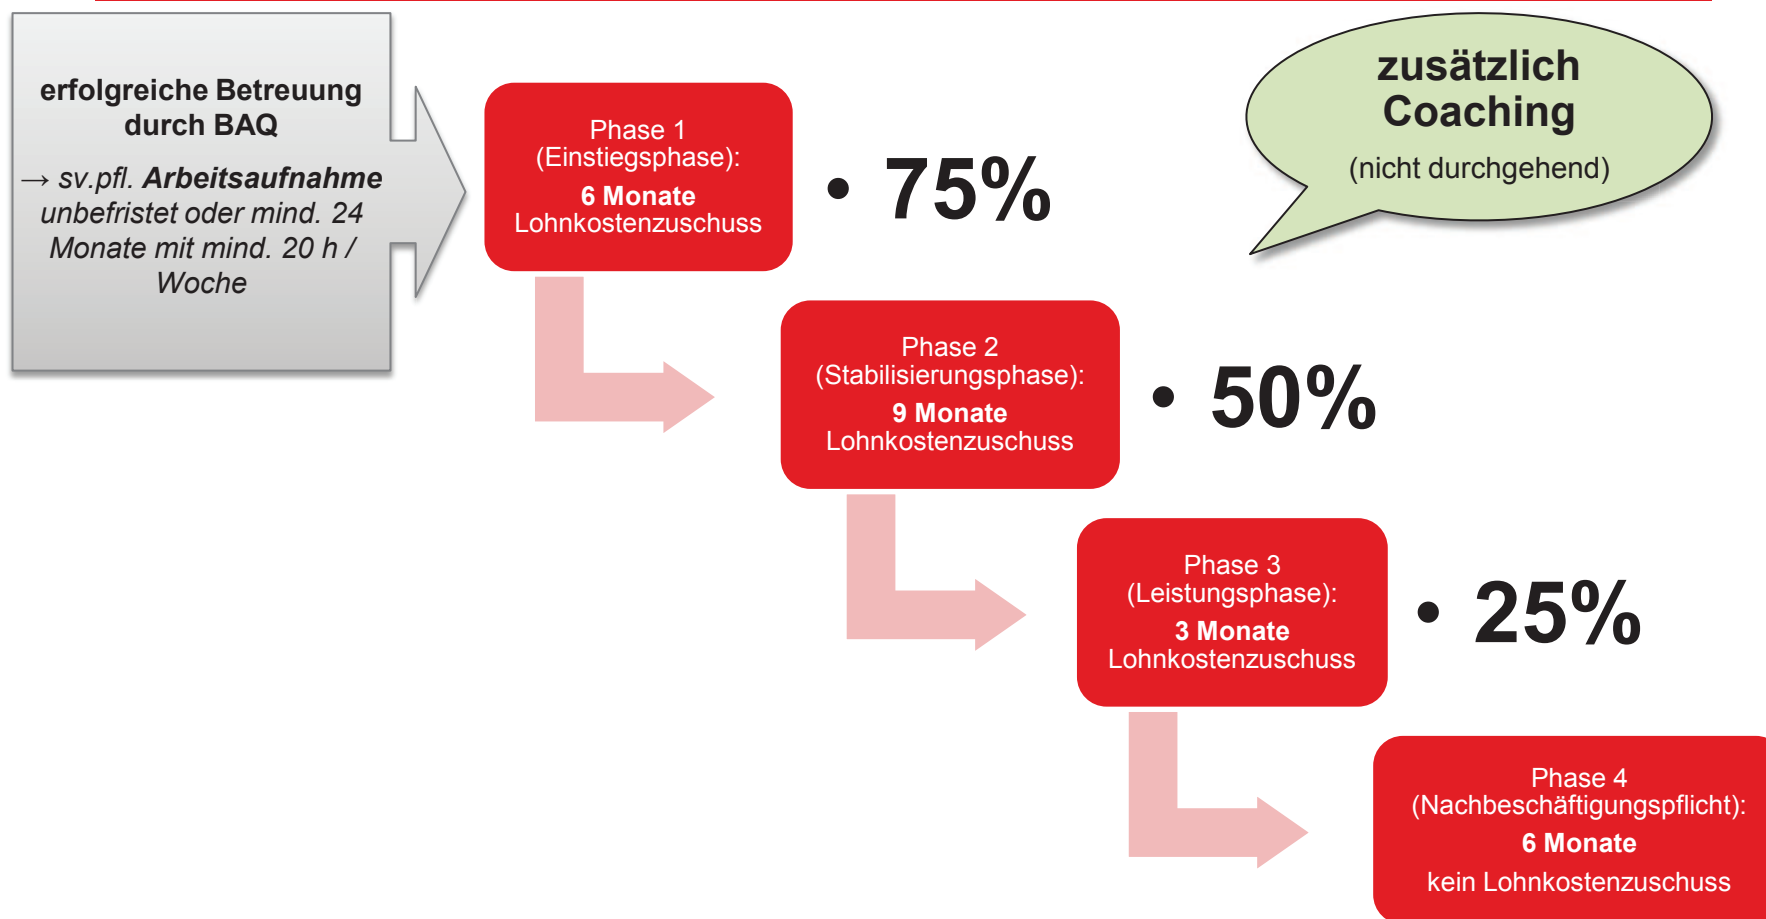 erfolgreiche Betreuung
durch BAQ
→ sv.pfl. Arbeitsaufnahme
unbefristet oder mind. 24
Monate mit mind. 20 h /
Woche
Phase 1
(Einstiegsphase):
6 Monate
Lohnkostenzuschuss
• 75%
zusätzlich
Coaching
(nicht durchgehend)
Phase 2
(Stabilisierungsphase):
9 Monate
Lohnkostenzuschuss
• 50%
Phase 3
(Leistungsphase):
3 Monate
Lohnkostenzuschuss
• 25%
Phase 4
(Nachbeschäftigungspflicht):
6 Monate
kein Lohnkostenzuschuss